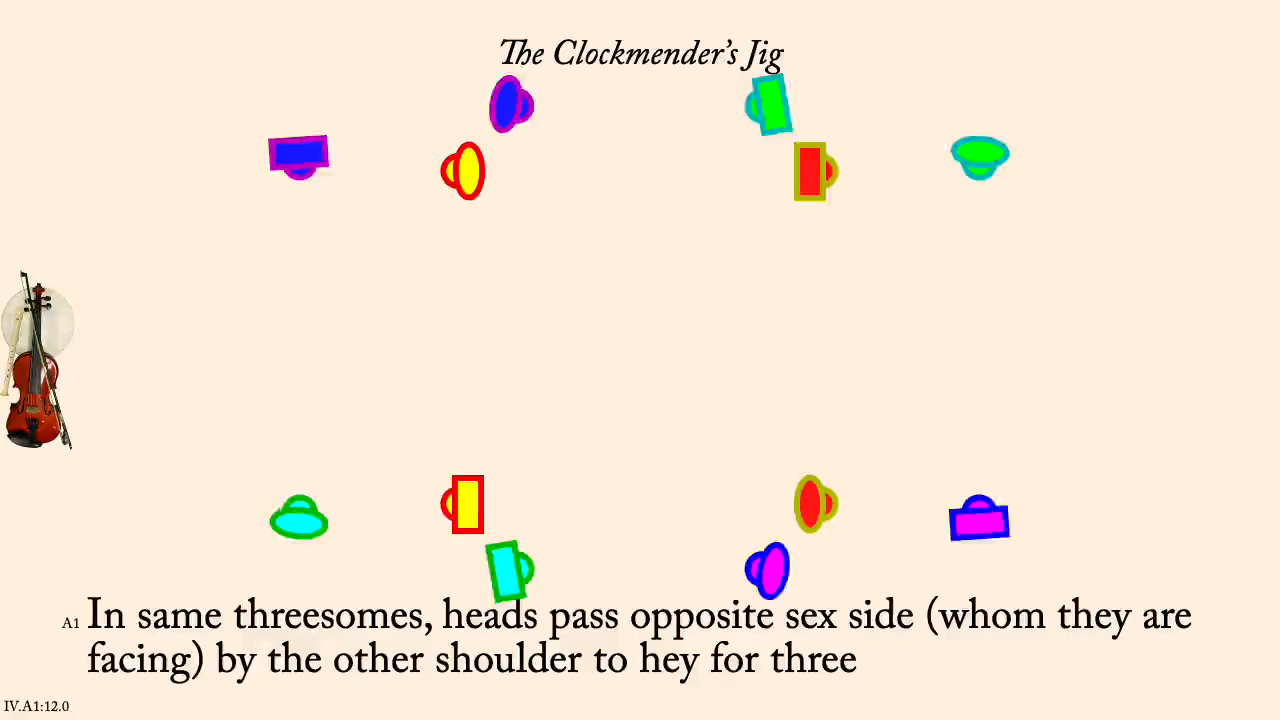 The Clockmender's Jig
A1 In same threesomes, heads pass opposite sex side (whom they are
facing) by the other shoulder to hey for three
IV.A1:12.0